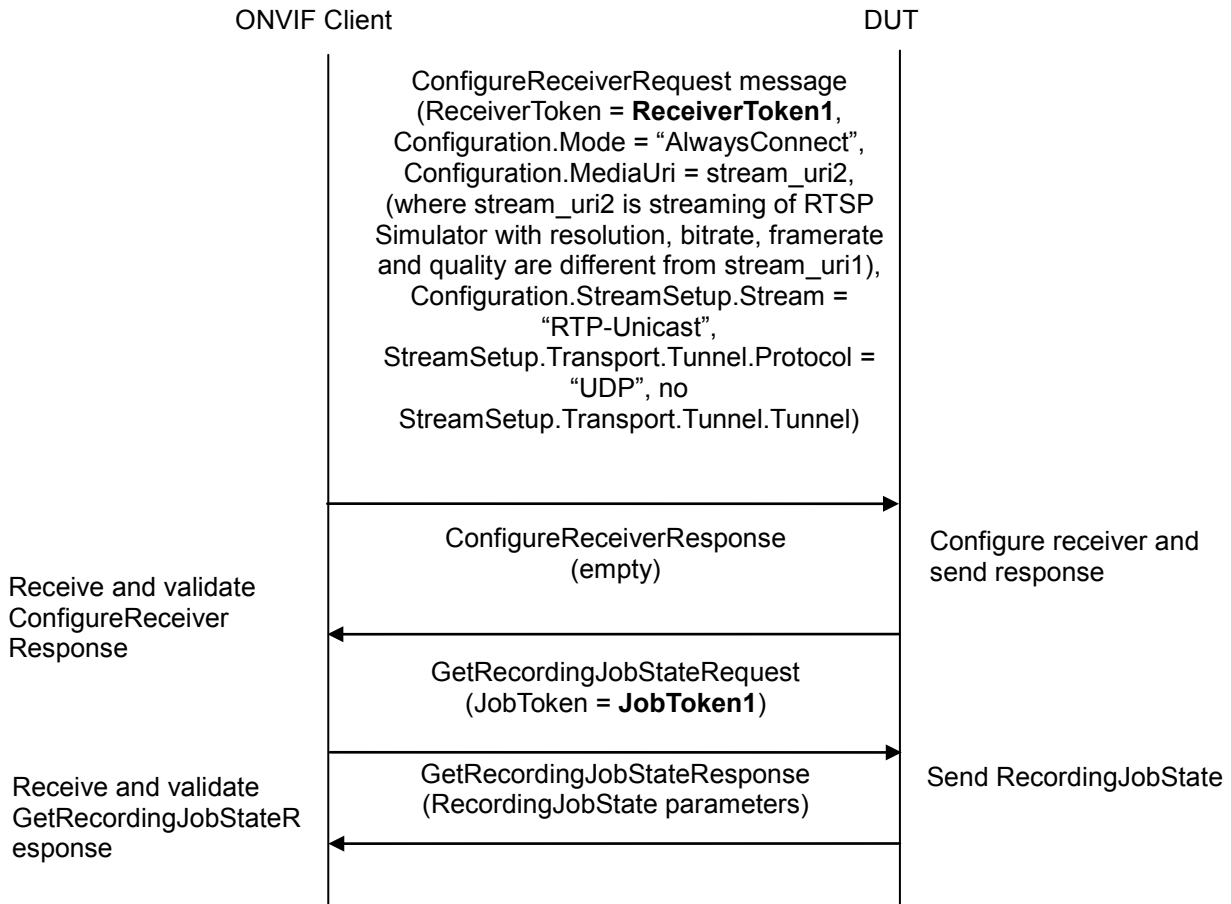 ONVIF Client
DUT
ConfigureReceiverRequest message
(ReceiverToken = ReceiverToken1,
Configuration.Mode = “AlwaysConnect”,
Configuration.MediaUri = stream_uri2,
(where stream_uri2 is streaming of RTSP
Simulator with resolution, bitrate, framerate
and quality are different from stream_uri1),
Configuration.StreamSetup.Stream =
“RTP-Unicast”,
StreamSetup.Transport.Tunnel.Protocol =
“UDP”, no
StreamSetup.Transport.Tunnel.Tunnel)
ConfigureReceiverResponse
(empty)
Configure receiver and
send response
Receive and validate
ConfigureReceiver
Response
GetRecordingJobStateRequest
(JobToken = JobToken1)
GetRecordingJobStateResponse
(RecordingJobState parameters)
Send RecordingJobState
Receive and validate
GetRecordingJobStateR
esponse